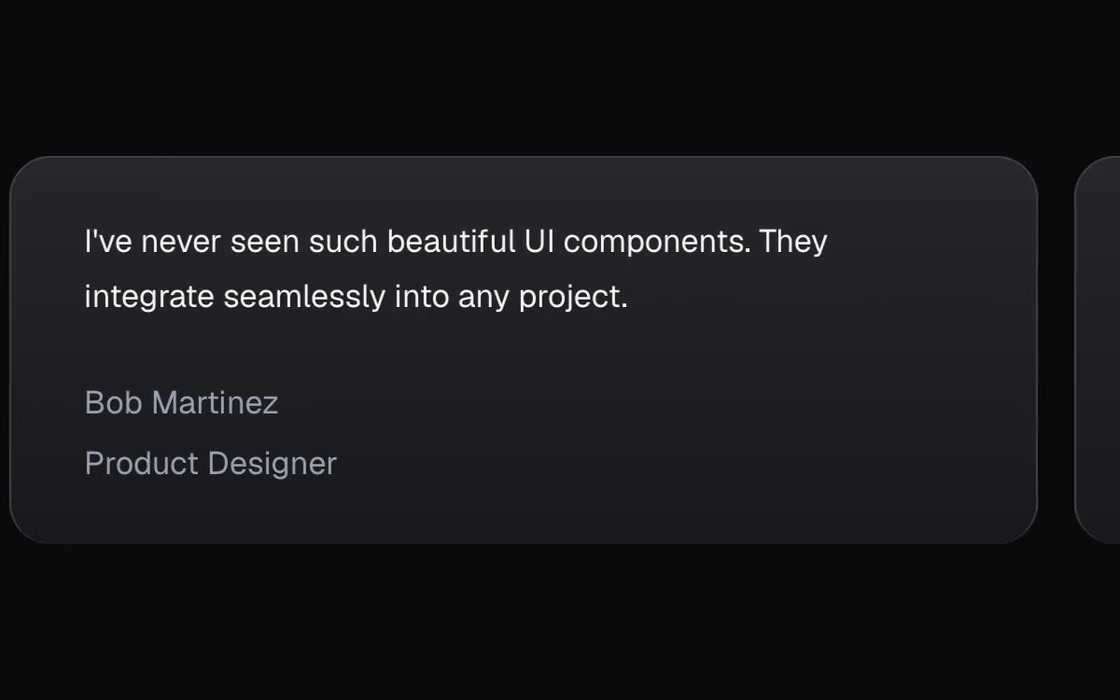 I've never seen such beautiful UI components. They
integrate seamlessly into any project.
Bob Martinez
Product Designer